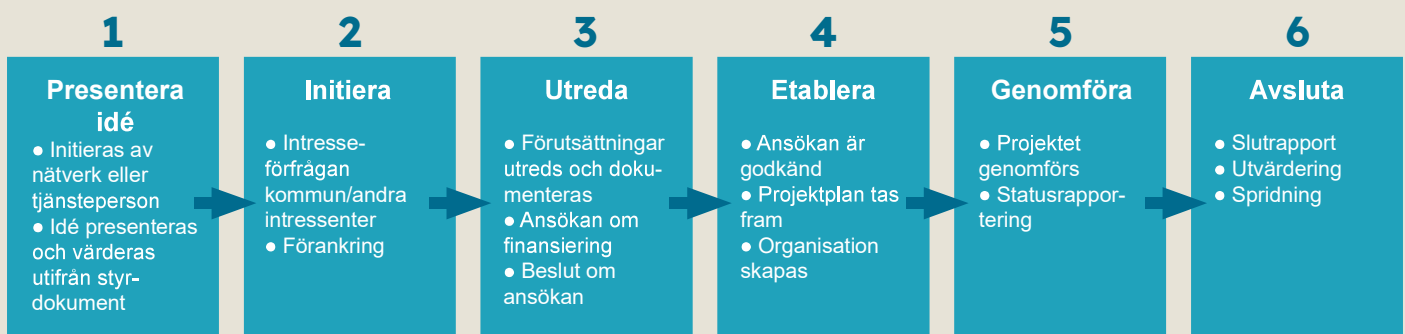 1
Presentera
idé
● Initieras av
nätverk eller
tjänsteperson
● Idé presenteras
och värderas
utifrån styr-
dokument
2
Initiera
● Intresse-
förfrågan
kommun/andra
intressenter
● Förankring
3
Utreda
● Förutsättningar
utreds och doku-
menteras
● Ansökan om
finansiering
● Beslut om
ansökan
4
Etablera
● Ansökan är
godkänd
● Projektplan tas
fram
● Organisation
skapas
5
Genomföra
● Projektet
genomförs
● Statusrappor-
tering
6
Avsluta
● Slutrapport
● Utvärdering
● Spridning